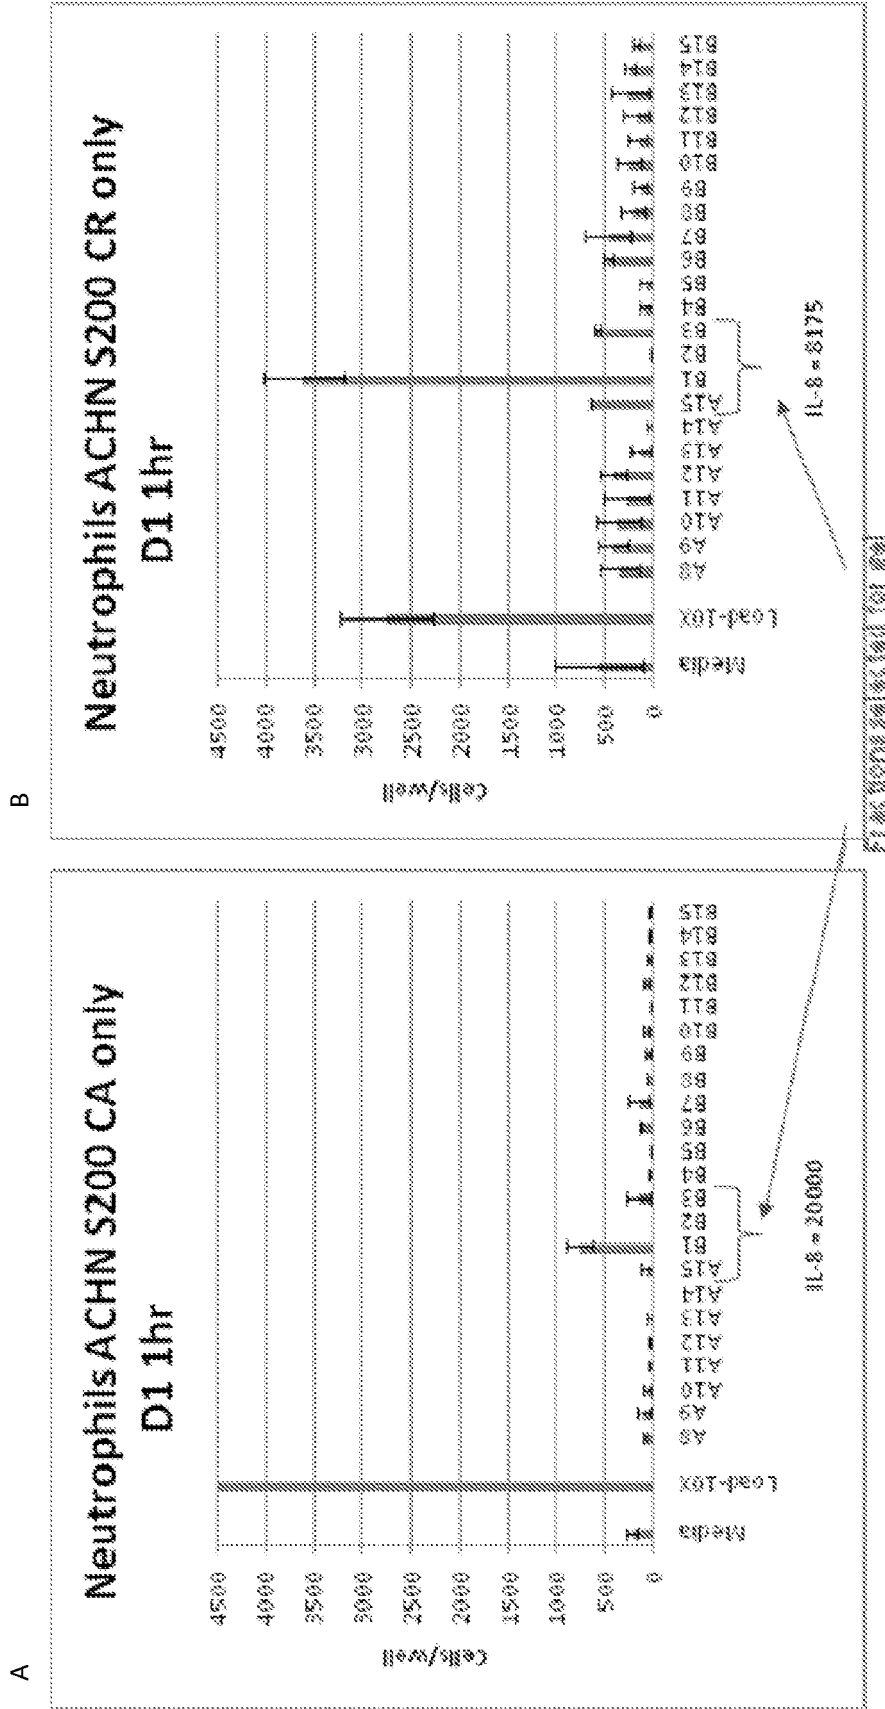 A
Neutrophils ACHN S200 CA only
D1 1hr
Cells/well
4500
4000
3500
3000
2500
2000
1500
1000
500
0
Media
Load-10X
A8
A9
A10
A11
A12
A13
A14
A15
B1
B2
B3
B4
B5
B6
B7
B8
B9
B10
B11
B12
B13
B14
B15
IL-8 = 20000
B
Neutrophils ACHN S200 CR only
D1 1hr
Cells/well
4500
4000
3500
3000
2500
2000
1500
1000
500
0
Media
Load-10X
A8
A9
A10
A11
A12
A13
A14
A15
B1
B2
B3
B4
B5
B6
B7
B8
B9
B10
B11
B12
B13
B14
B15
IL-8 = 8175
Fractions selected for gel